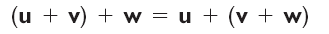 (u + v) + w = u + (v + w)